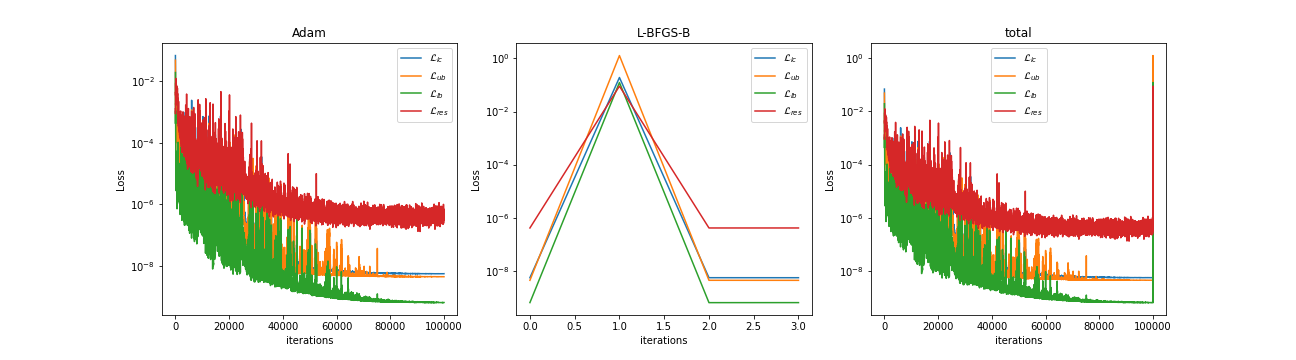 Adam
L-BFGS-B
total
Loss
10⁻²
10⁻⁴
10⁻⁶
10⁻⁸
0 20000 40000 60000 80000 100000
iterations
ℒ_ic
ℒ_ub
ℒ_lb
ℒ_res
Loss
10⁰
10⁻²
10⁻⁴
10⁻⁶
10⁻⁸
0.0 0.5 1.0 1.5 2.0 2.5 3.0
iterations
ℒ_ic
ℒ_ub
ℒ_lb
ℒ_res
Loss
10⁰
10⁻²
10⁻⁴
10⁻⁶
10⁻⁸
0 20000 40000 60000 80000 100000
iterations
ℒ_ic
ℒ_ub
ℒ_lb
ℒ_res